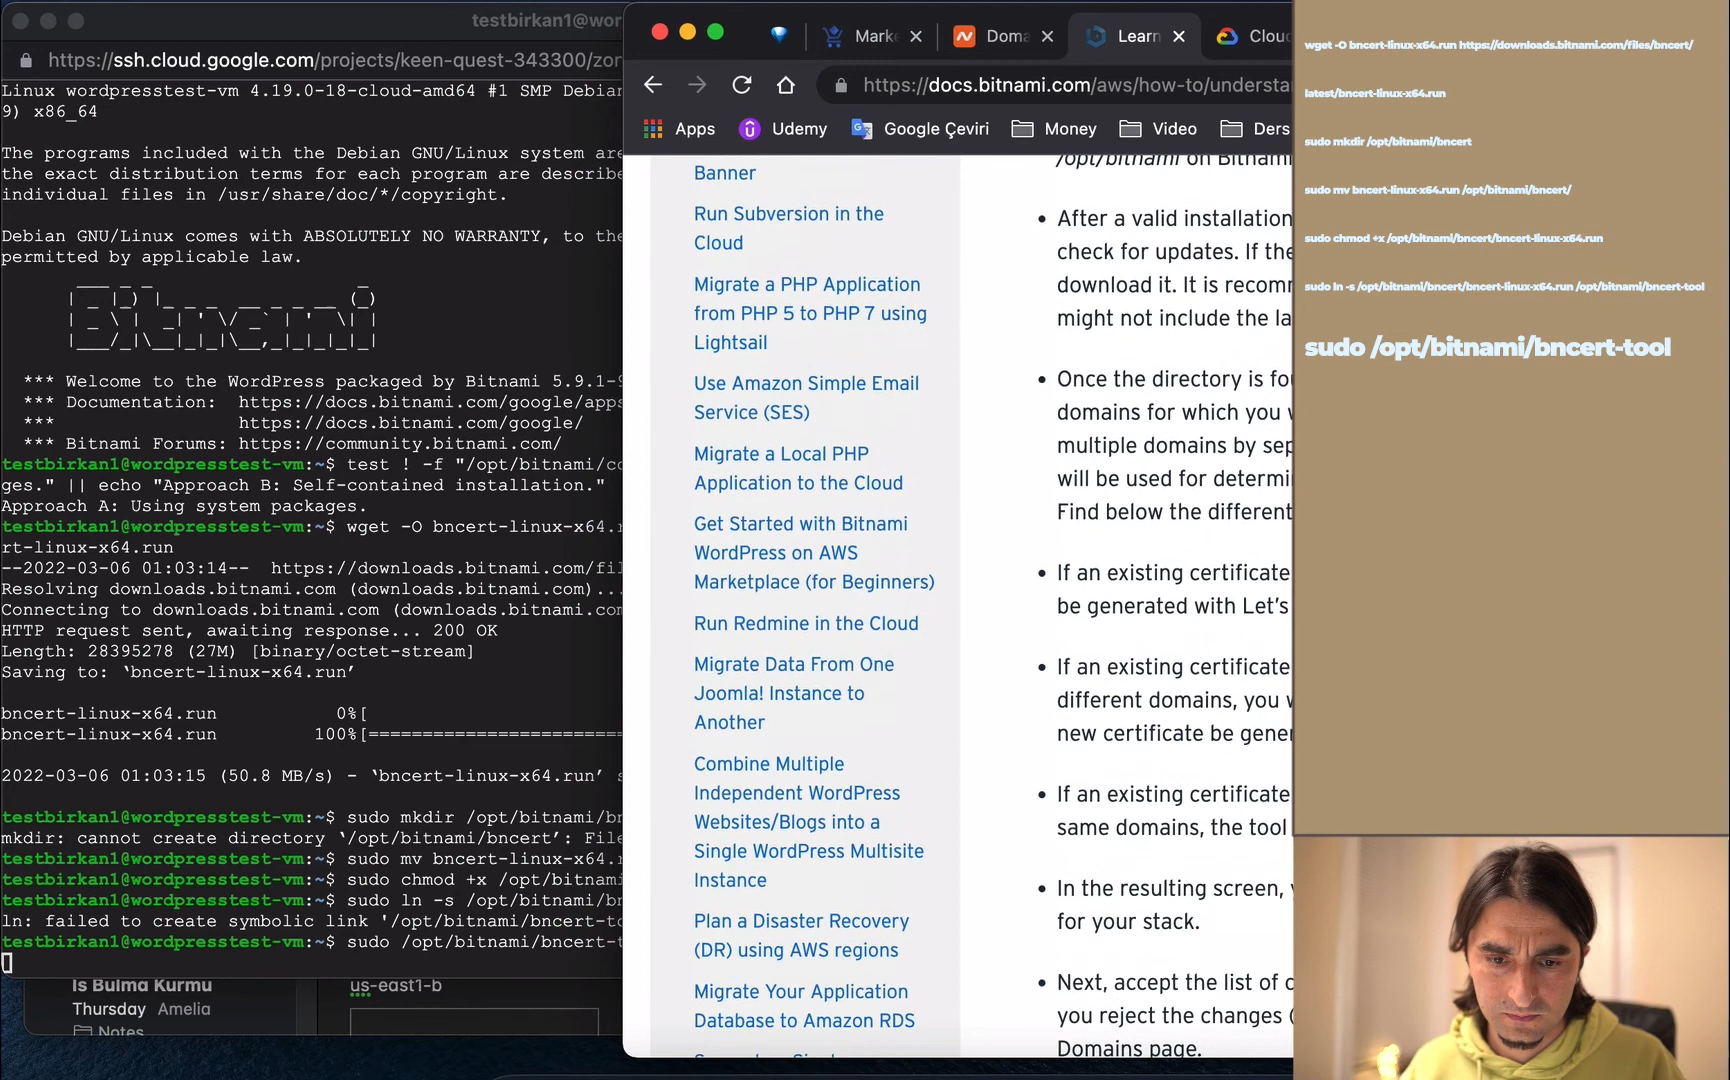 testbirkan1@wor
https://ssh.cloud.google.com/projects/keen-quest-343300/zor
Linux wordpresstest-vm 4.19.0-18-cloud-amd64 #1 SMP Debian
9) x86_64
The programs included with the Debian GNU/Linux system are
the exact distribution terms for each program are describe
individual files in /usr/share/doc/*/copyright.
Debian GNU/Linux comes with ABSOLUTELY NO WARRANTY, to the
permitted by applicable law.
Bitnami
*** Welcome to the WordPress packaged by Bitnami 5.9.1-9
*** Documentation:  https://docs.bitnami.com/google/apps
***                 https://docs.bitnami.com/google/
*** Bitnami Forums: https://community.bitnami.com/
testbirkan1@wordpresstest-vm:~$ test ! -f "/opt/bitnami/co
ges." || echo "Approach B: Self-contained installation."
Approach A: Using system packages.
testbirkan1@wordpresstest-vm:~$ wget -O bncert-linux-x64.r
rt-linux-x64.run
--2022-03-06 01:03:14--  https://downloads.bitnami.com/fil
Resolving downloads.bitnami.com (downloads.bitnami.com)...
Connecting to downloads.bitnami.com (downloads.bitnami.com
HTTP request sent, awaiting response... 200 OK
Length: 28395278 (27M) [binary/octet-stream]
Saving to: ‘bncert-linux-x64.run’
bncert-linux-x64.run           0%[
bncert-linux-x64.run         100%[========================
2022-03-06 01:03:15 (50.8 MB/s) - ‘bncert-linux-x64.run’ s
testbirkan1@wordpresstest-vm:~$ sudo mkdir /opt/bitnami/bn
mkdir: cannot create directory ‘/opt/bitnami/bncert’: File
testbirkan1@wordpresstest-vm:~$ sudo mv bncert-linux-x64.r
testbirkan1@wordpresstest-vm:~$ sudo chmod +x /opt/bitnami
testbirkan1@wordpresstest-vm:~$ sudo ln -s /opt/bitnami/bn
ln: failed to create symbolic link '/opt/bitnami/bncert-to
testbirkan1@wordpresstest-vm:~$ sudo /opt/bitnami/bncert-t
Is Bulma Kurmu
Thursday Amelia
Notes
us-east1-b
Marke
Doma
Learn
Clou
https://docs.bitnami.com/aws/how-to/understa
Apps
Udemy
Google Çeviri
Money
Video
Ders
Banner
Run Subversion in the
Cloud
Migrate a PHP Application
from PHP 5 to PHP 7 using
Lightsail
Use Amazon Simple Email
Service (SES)
Migrate a Local PHP
Application to the Cloud
Get Started with Bitnami
WordPress on AWS
Marketplace (for Beginners)
Run Redmine in the Cloud
Migrate Data From One
Joomla! Instance to
Another
Combine Multiple
Independent WordPress
Websites/Blogs into a
Single WordPress Multisite
Instance
Plan a Disaster Recovery
(DR) using AWS regions
Migrate Your Application
Database to Amazon RDS
/opt/bitnami on Bitnami
• After a valid installation
check for updates. If the
download it. It is recomm
might not include the la
• Once the directory is fou
domains for which you w
multiple domains by sep
will be used for determi
Find below the different
• If an existing certificate
be generated with Let’s
• If an existing certificate
different domains, you w
new certificate be gener
• If an existing certificate
same domains, the tool
• In the resulting screen, y
for your stack.
• Next, accept the list of c
you reject the changes (
Domains page.
wget -O bncert-linux-x64.run https://downloads.bitnami.com/files/bncert/
latest/bncert-linux-x64.run
sudo mkdir /opt/bitnami/bncert
sudo mv bncert-linux-x64.run /opt/bitnami/bncert/
sudo chmod +x /opt/bitnami/bncert/bncert-linux-x64.run
sudo ln -s /opt/bitnami/bncert/bncert-linux-x64.run /opt/bitnami/bncert-tool
sudo /opt/bitnami/bncert-tool